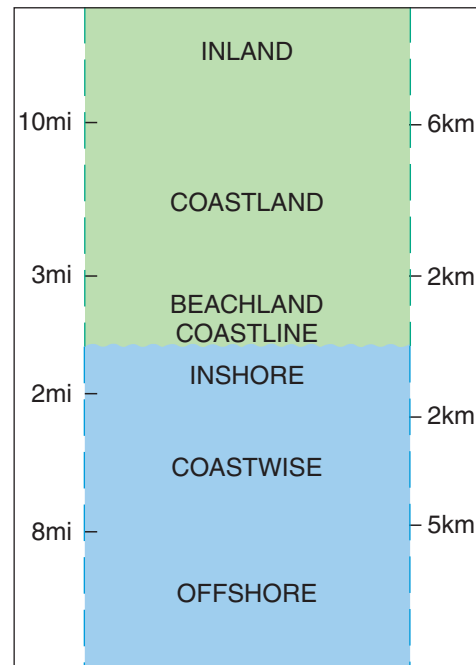 INLAND
10mi
6km
COASTLAND
3mi
2km
BEACHLAND
COASTLINE
INSHORE
2mi
2km
COASTWISE
8mi
5km
OFFSHORE